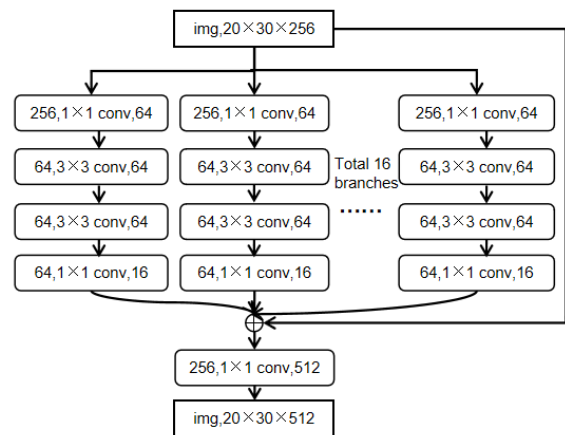 img,20×30×256
256,1×1 conv,64
256,1×1 conv,64
256,1×1 conv,64
64,3×3 conv,64
64,3×3 conv,64
Total 16
branches
64,3×3 conv,64
64,3×3 conv,64
64,3×3 conv,64
……
64,3×3 conv,64
64,1×1 conv,16
64,1×1 conv,16
64,1×1 conv,16
256,1×1 conv,512
img,20×30×512